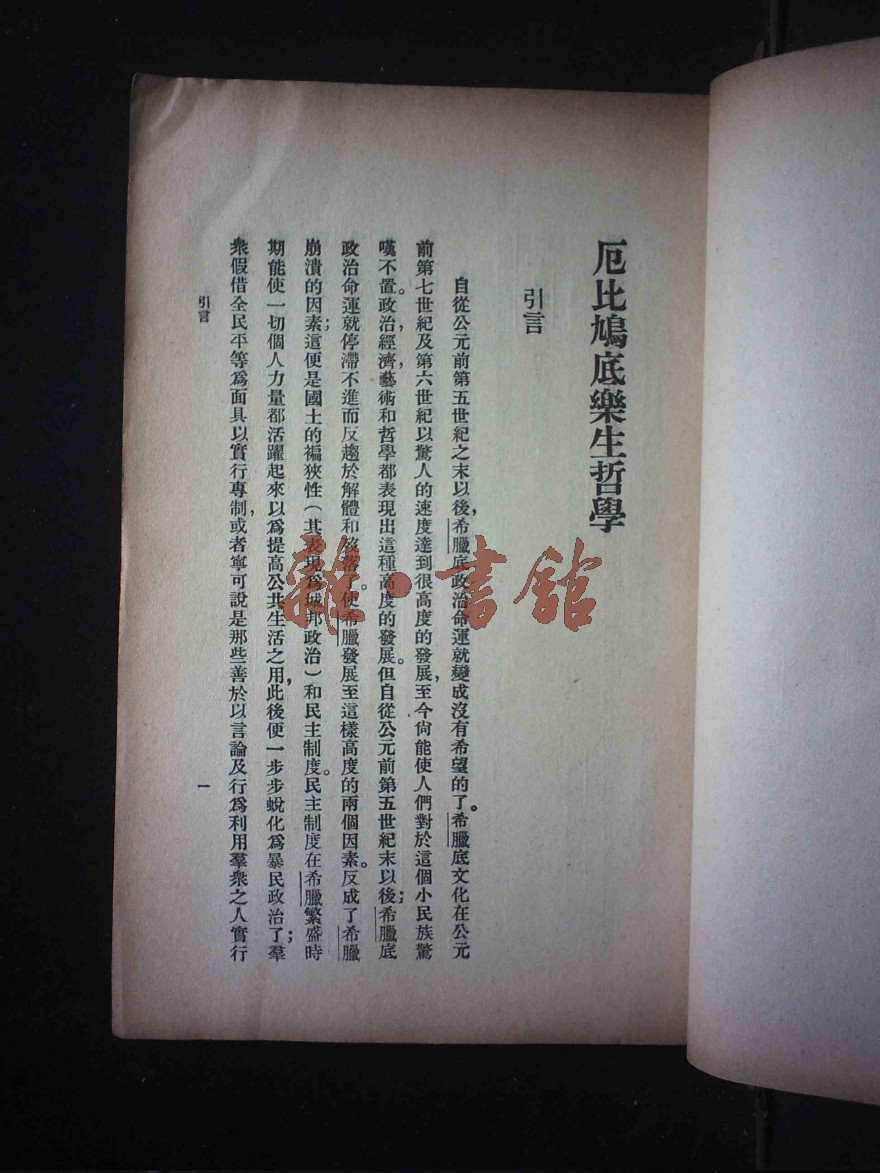 厄比鳩底樂生哲學
引言
自從公元前第五世紀之末以後,希臘底政治命運就變成沒有希望的了。希臘底文化在公元
前第七世紀及第六世紀以驚人的速度達到很高度的發展,至今尙能使人們對於這個小民族驚
嘆不置。政治,經濟,藝術和哲學都表現出這種高度的發展。但自從公元前第五世紀末以後;希臘底
政治命運就停滯不進而反趨於解體和歿落了。使希臘發展至這樣高度的兩個因素。反成了希臘
崩潰的因素;這便是國土的褊狹性(其表現爲城邦政治)和民主制度。民主制度在希臘繁盛時
期能使一切個人力量都活躍起來以爲提高公共生活之用,此後便一步步蛻化爲暴民政治了;羣
衆假借全民平等爲面具以實行專制,或者寧可說是那些善於以言論及行爲利用羣衆之人實行
引言
一
龍·書館